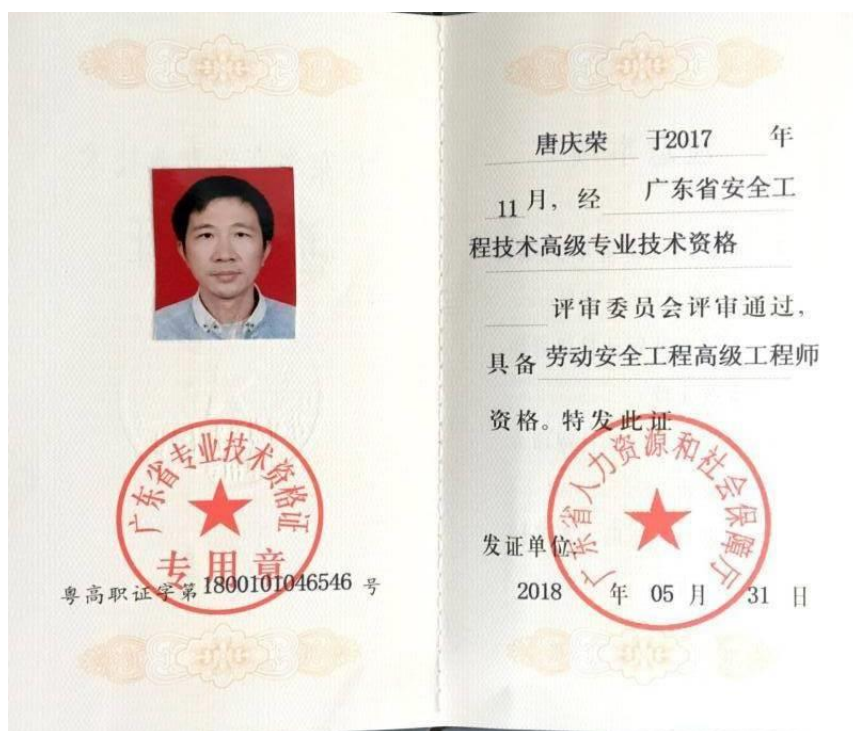 广东省专业技术资格证
专用章
粤高职证字第1800101046546 号
唐庆荣 于2017 年
11月，经 广东省安全工
程技术高级专业技术资格
评审委员会评审通过，
具备 劳动安全工程高级工程师
资格。特发此证
广东省人力资源和社会保障厅
发证单位：
2018 年 05 月 31 日